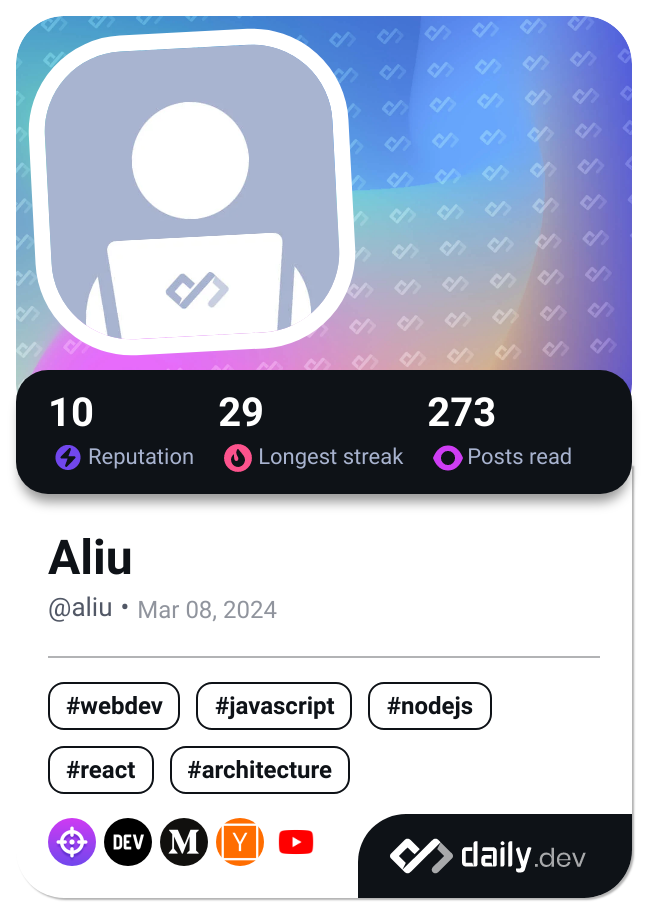 10 29 273
Reputation Longest streak Posts read
Aliu
@aliu • Mar 08, 2024
#webdev #javascript #nodejs
#react #architecture
DEV M Y
daily.dev